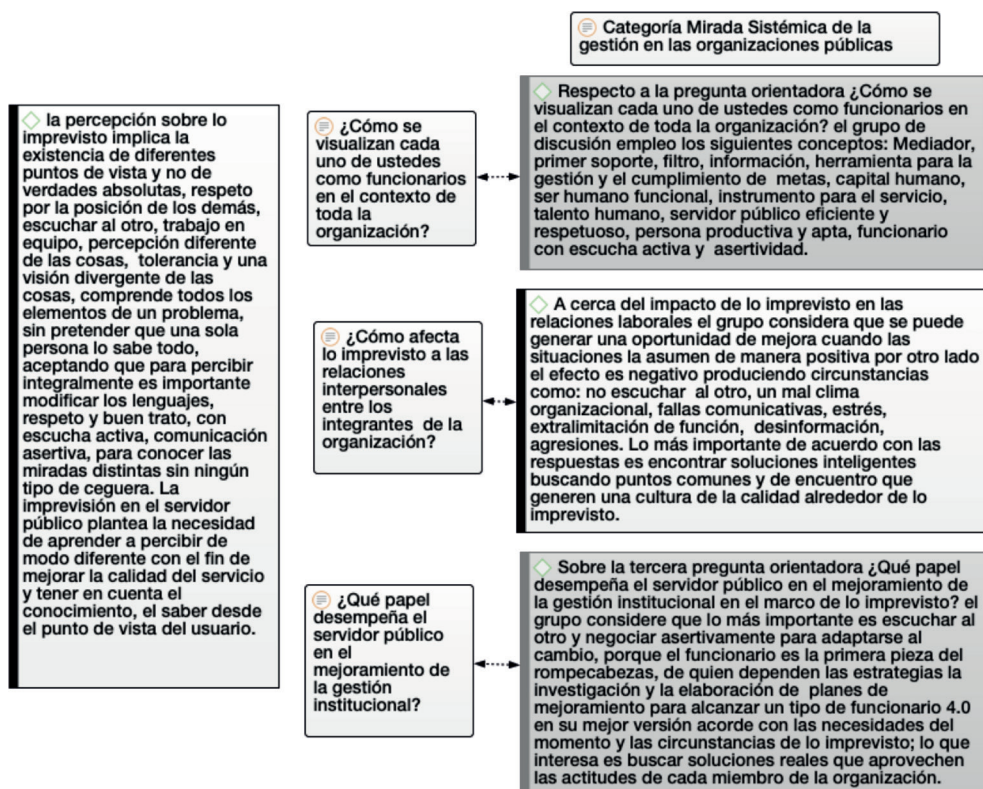 Categoría Mirada Sistémica de la
gestión en las organizaciones públicas
la percepción sobre lo
imprevisto implica la
existencia de diferentes
puntos de vista y no de
verdades absolutas, respeto
por la posición de los demás,
escuchar al otro, trabajo en
equipo, percepción diferente
de las cosas, tolerancia y una
visión divergente de las
cosas, comprende todos los
elementos de un problema,
sin pretender que una sola
persona lo sabe todo,
aceptando que para percibir
integralmente es importante
modificar los lenguajes,
respeto y buen trato, con
escucha activa, comunicación
asertiva, para conocer las
miradas distintas sin ningún
tipo de ceguera. La
imprevisión en el servidor
público plantea la necesidad
de aprender a percibir de
modo diferente con el fin de
mejorar la calidad del servicio
y tener en cuenta el
conocimiento, el saber desde
el punto de vista del usuario.
¿Cómo se
visualizan cada
uno de ustedes
como funcionarios
en el contexto de
toda la
organización?
Respecto a la pregunta orientadora ¿Cómo se
visualizan cada uno de ustedes como funcionarios en
el contexto de toda la organización? el grupo de
discusión empleo los siguientes conceptos: Mediador,
primer soporte, filtro, información, herramienta para la
gestión y el cumplimiento de metas, capital humano,
ser humano funcional, instrumento para el servicio,
talento humano, servidor público eficiente y
respetuoso, persona productiva y apta, funcionario
con escucha activa y asertividad.
¿Cómo afecta
lo imprevisto a las
relaciones
interpersonales
entre los
integrantes de la
organización?
A cerca del impacto de lo imprevisto en las
relaciones laborales el grupo considera que se puede
generar una oportunidad de mejora cuando las
situaciones la asumen de manera positiva por otro lado
el efecto es negativo produciendo circunstancias
como: no escuchar al otro, un mal clima
organizacional, fallas comunicativas, estrés,
extralimitación de función, desinformación,
agresiones. Lo más importante de acuerdo con las
respuestas es encontrar soluciones inteligentes
buscando puntos comunes y de encuentro que
generen una cultura de la calidad alrededor de lo
imprevisto.
¿Qué papel
desempeña el
servidor público
en el
mejoramiento de
la gestión
institucional?
Sobre la tercera pregunta orientadora ¿Qué papel
desempeña el servidor público en el mejoramiento de
la gestión institucional en el marco de lo imprevisto? el
grupo considere que lo más importante es escuchar al
otro y negociar asertivamente para adaptarse al
cambio, porque el funcionario es la primera pieza del
rompecabezas, de quien dependen las estrategias la
investigación y la elaboración de planes de
mejoramiento para alcanzar un tipo de funcionario 4.0
en su mejor versión acorde con las necesidades del
momento y las circunstancias de lo imprevisto; lo que
interesa es buscar soluciones reales que aprovechen
las actitudes de cada miembro de la organización.